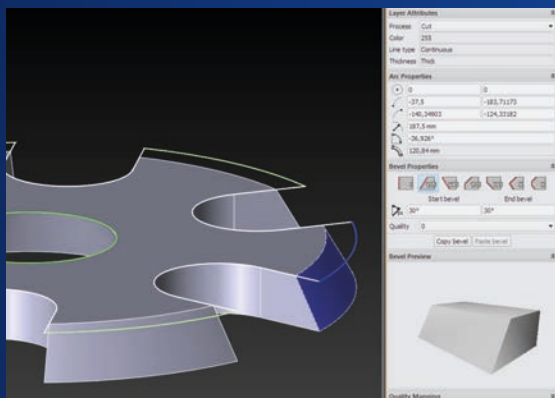 Layer Attributes
Process Cut
Color 255
Line type Continuous
Thickness Thick
Arc Properties
0 0
-37,5 -183,71173
-140,34903 -124,33182
187,5 mm
-36,926°
120,84 mm
Bevel Properties
Start bevel End bevel
30° 30°
Quality 0
Copy bevel Paste bevel
Bevel Preview
Quality Mapping